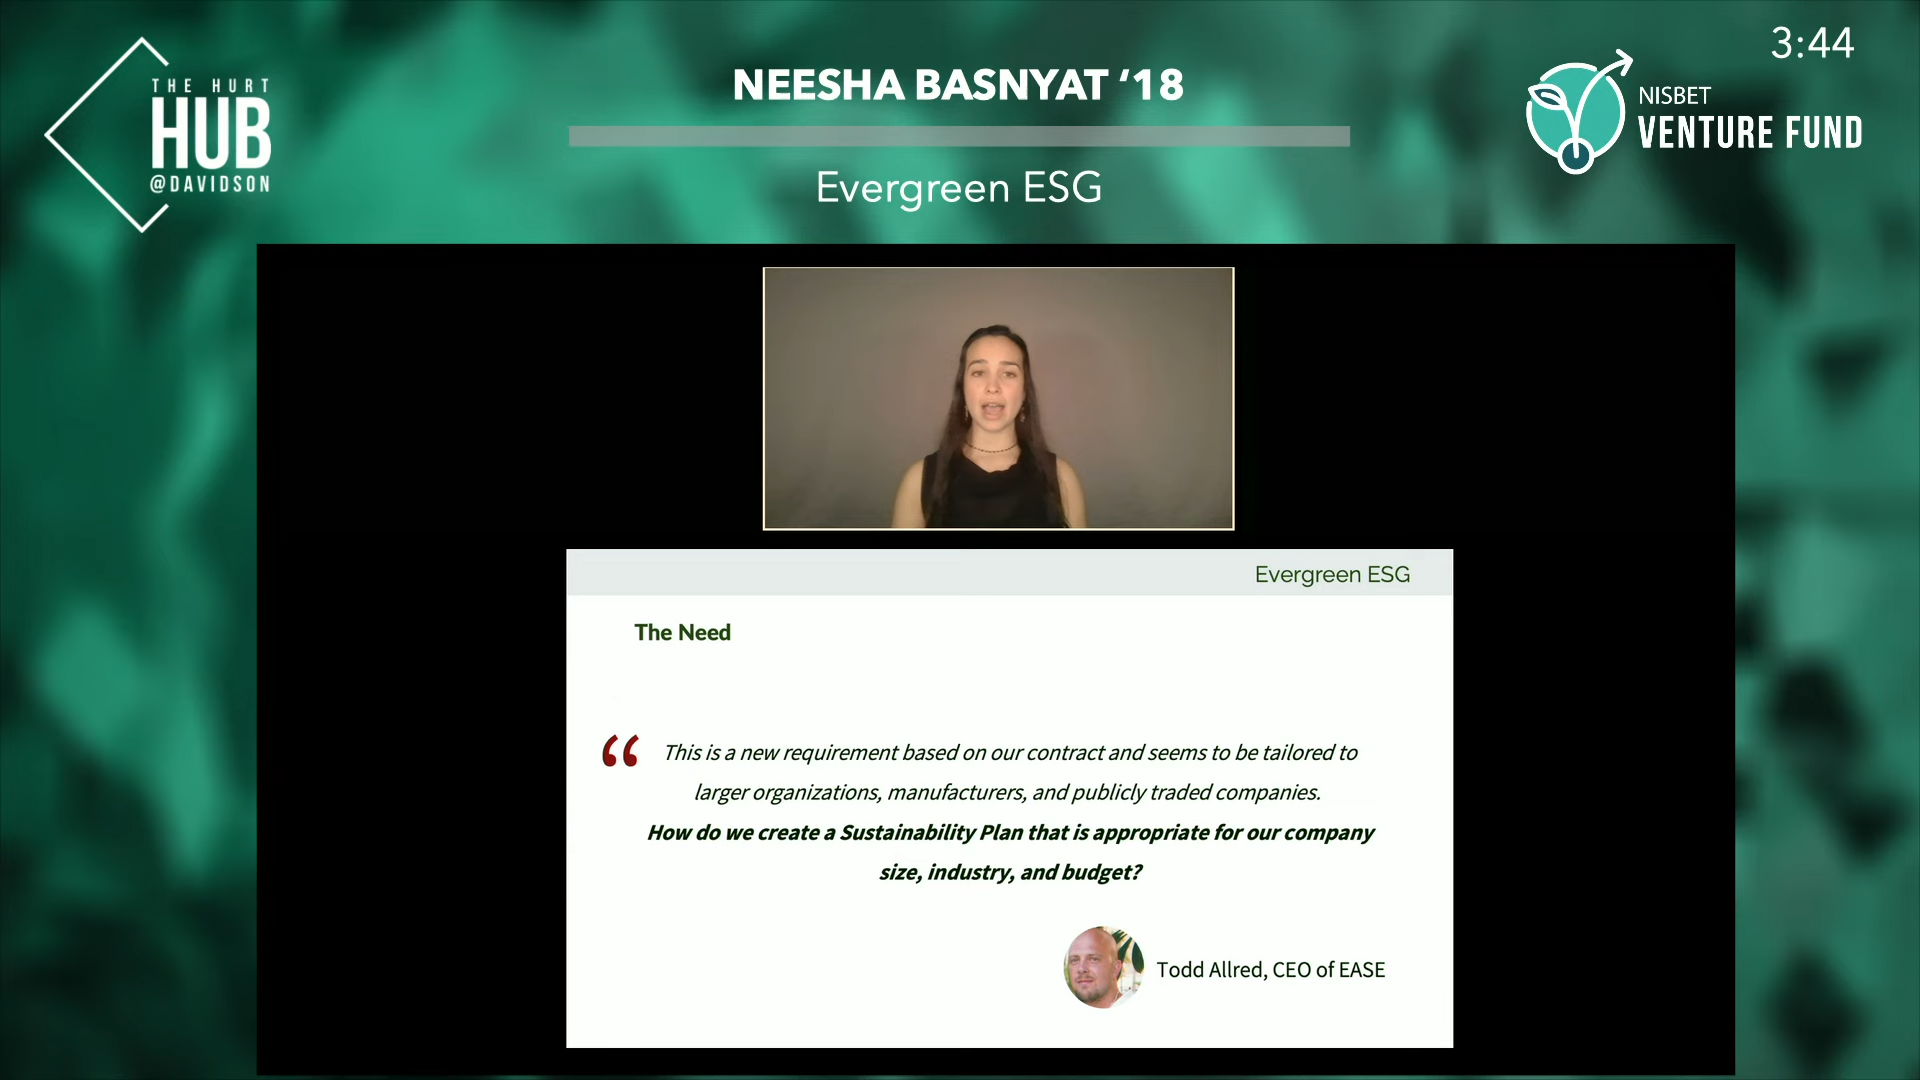 THE HURT
HUB
@DAVIDSON
NEESHA BASNYAT '18
Evergreen ESG
3:44
NISBET
VENTURE FUND
Evergreen ESG
The Need
“ This is a new requirement based on our contract and seems to be tailored to
larger organizations, manufacturers, and publicly traded companies.
How do we create a Sustainability Plan that is appropriate for our company
size, industry, and budget?
Todd Allred, CEO of EASE